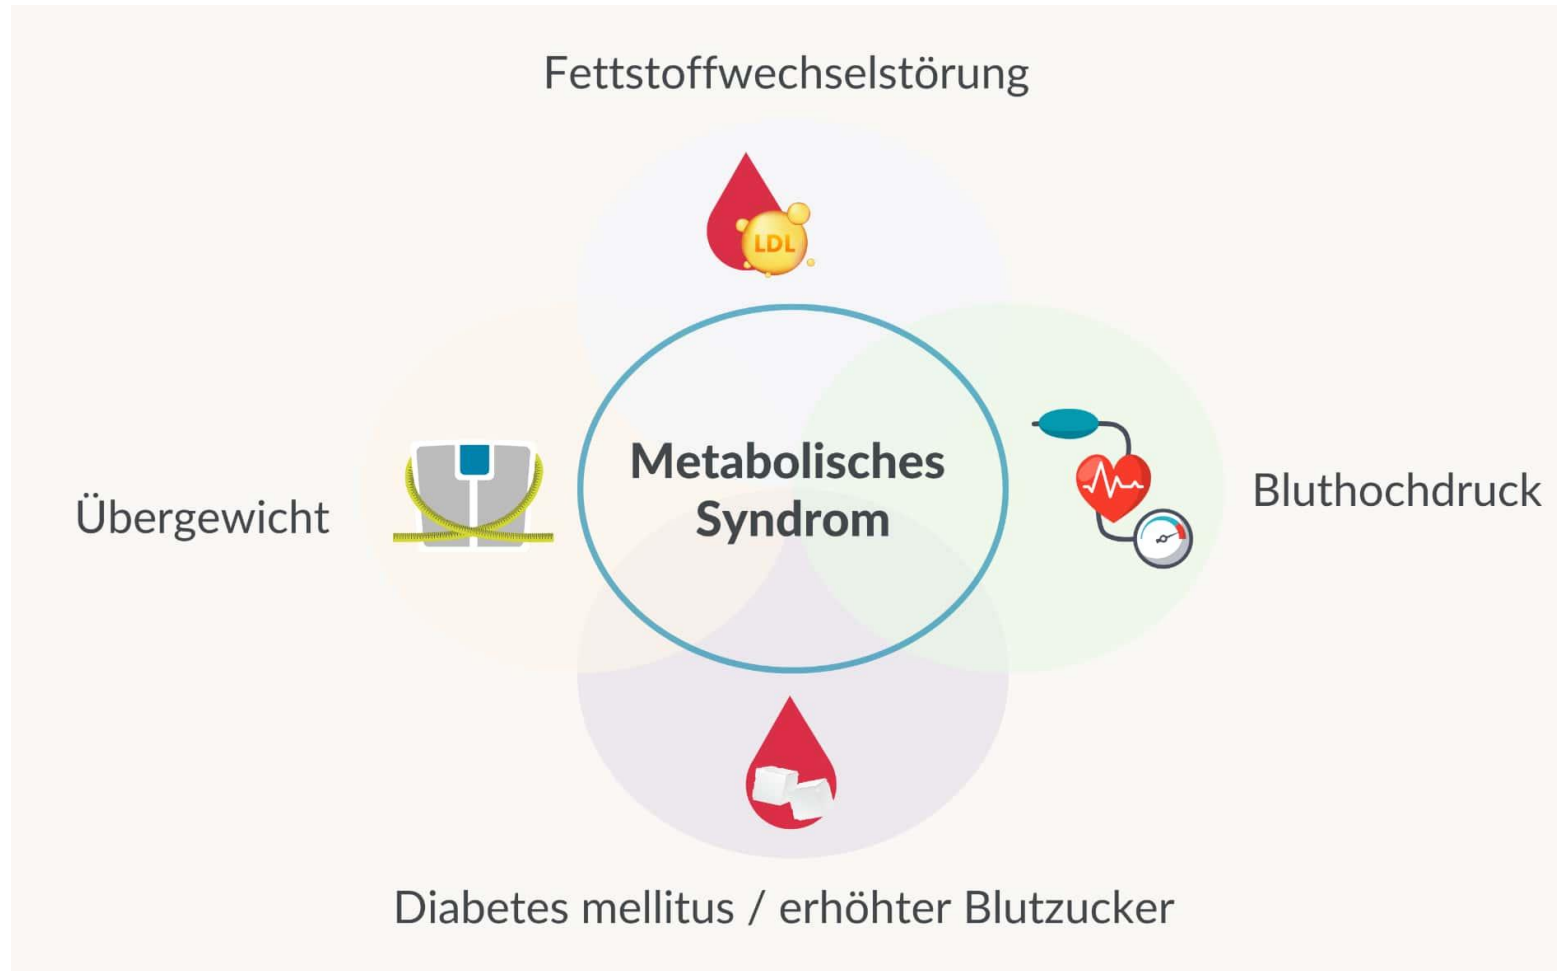 Fettstoffwechselstörung
LDL
Metabolisches
Syndrom
Übergewicht
Bluthochdruck
Diabetes mellitus / erhöhter Blutzucker